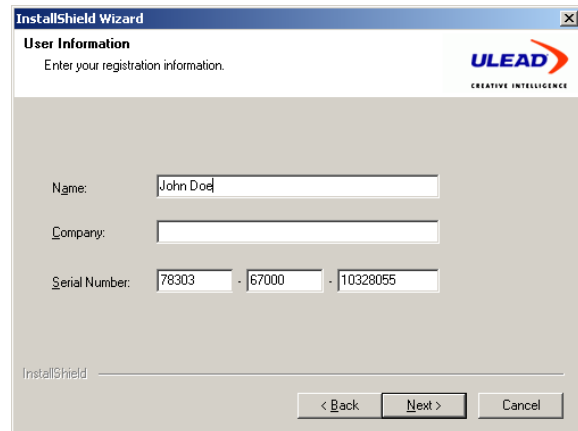 InstallShield Wizard
User Information
Enter your registration information.
ULEAD
CREATIVE INTELLIGENCE
Name: John Doe
Company:
Serial Number: 78303 - 67000 - 10328055
InstallShield
< Back Next > Cancel